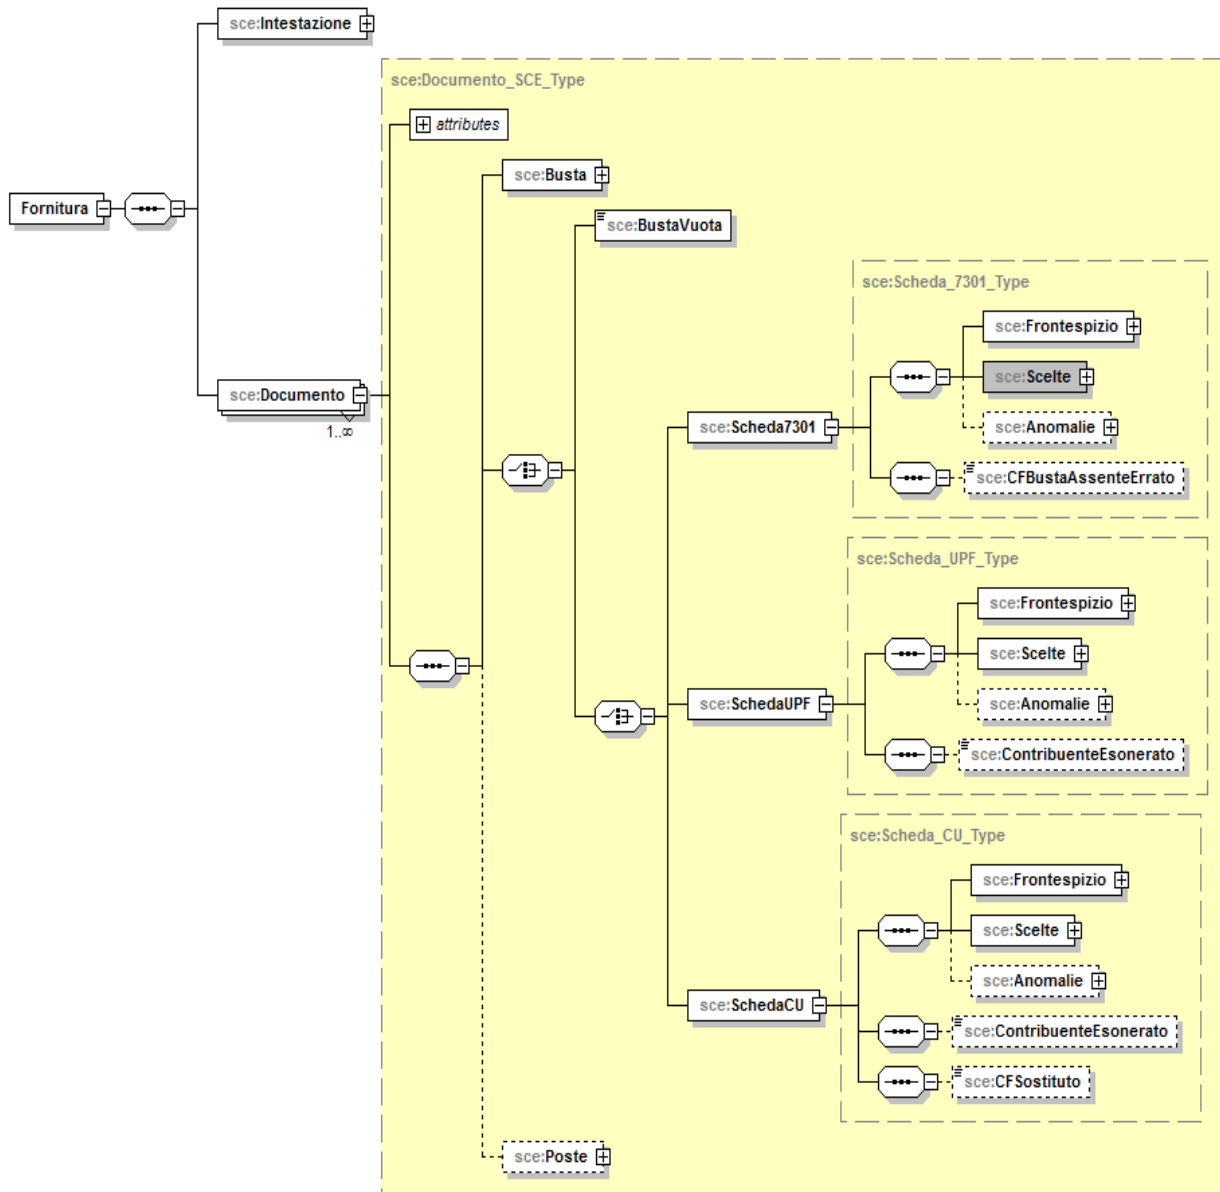 sce:Intestazione
sce:Documento_SCE_Type
attributes
sce:Busta
Fornitura
sce:BustaVuota
sce:Scheda_7301_Type
sce:Frontespizio
sce:Scelte
sce:Documento
1..∞
sce:Scheda7301
sce:Anomalie
sce:CFBustaAssenteErrato
sce:Scheda_UPF_Type
sce:Frontespizio
sce:Scelte
sce:SchedaUPF
sce:Anomalie
sce:ContribuenteEsonerato
sce:Scheda_CU_Type
sce:Frontespizio
sce:Scelte
sce:Anomalie
sce:SchedaCU
sce:ContribuenteEsonerato
sce:CFSostituto
sce:Poste